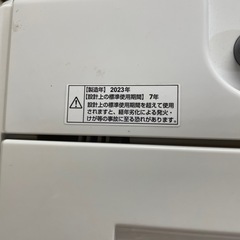 【製造年】2023年
【設計上の標準使用期間】7年
設計上の標準使用期間を超えて使用
されますと、経年劣化による発火・
けが等の事故に至る恐れがあります。